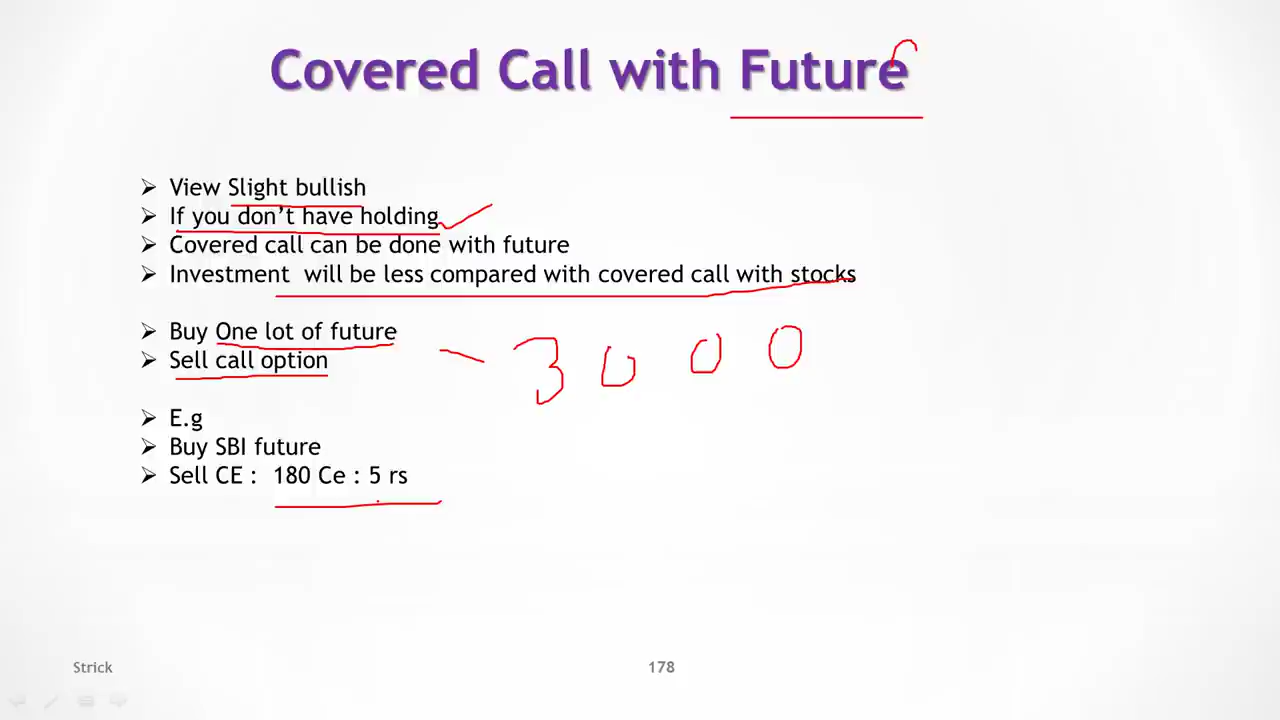 Covered Call with Future
➢ View Slight bullish
➢ If you don't have holding
➢ Covered call can be done with future
➢ Investment will be less compared with covered call with stocks
➢ Buy One lot of future
➢ Sell call option
3000
➢ E.g
➢ Buy SBI future
➢ Sell CE : 180 Ce : 5 rs
Strick
178